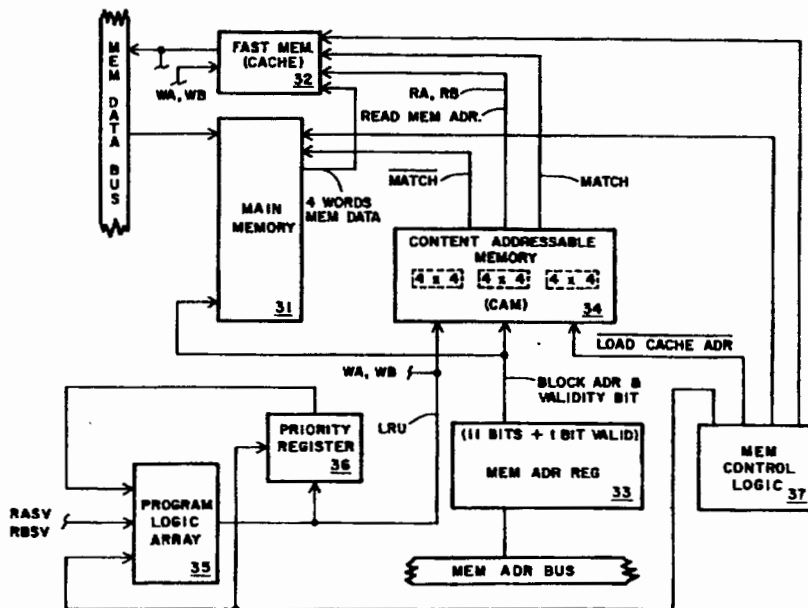 MEM DATA BUS
FAST MEM.
(CACHE)
32
WA, WB
RA, RB
READ MEM ADR.
MATCH
MATCH
4 WORDS
MEM DATA
MAIN
MEMORY
31
CONTENT ADDRESSABLE
MEMORY
4 x 4 4 x 4 4 x 4
(CAM)
34
LOAD CACHE ADR
WA, WB
BLOCK ADR &
VALIDITY BIT
LRU
PRIORITY
REGISTER
36
(11 BITS + 1 BIT VALID)
MEM ADR REG
33
MEM
CONTROL
LOGIC
37
RASV
RBSV
PROGRAM
LOGIC
ARRAY
35
MEM ADR BUS